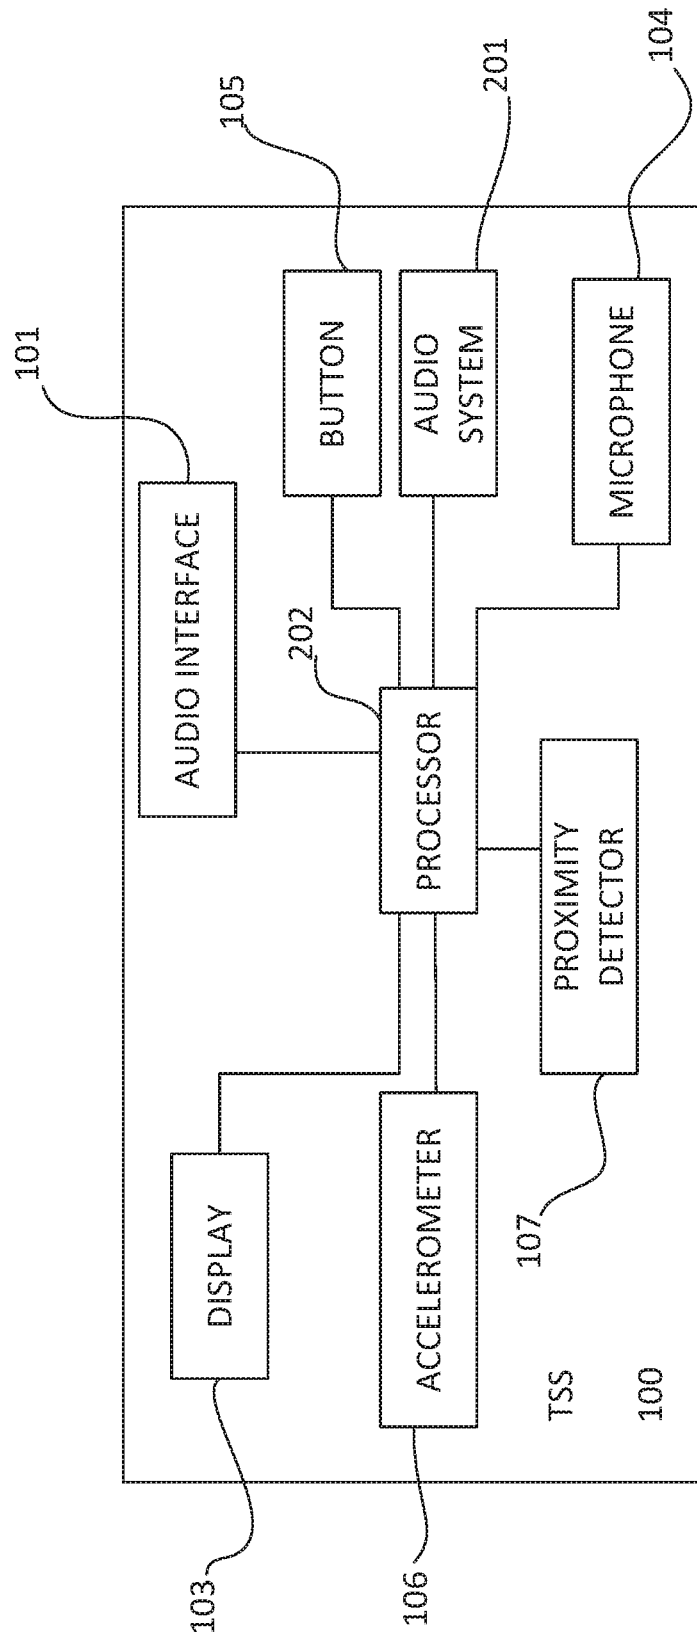 101
AUDIO INTERFACE
103
DISPLAY
105
202
BUTTON
106
ACCELEROMETER
PROCESSOR
AUDIO
SYSTEM
201
107
TSS
PROXIMITY
DETECTOR
MICROPHONE
100
104